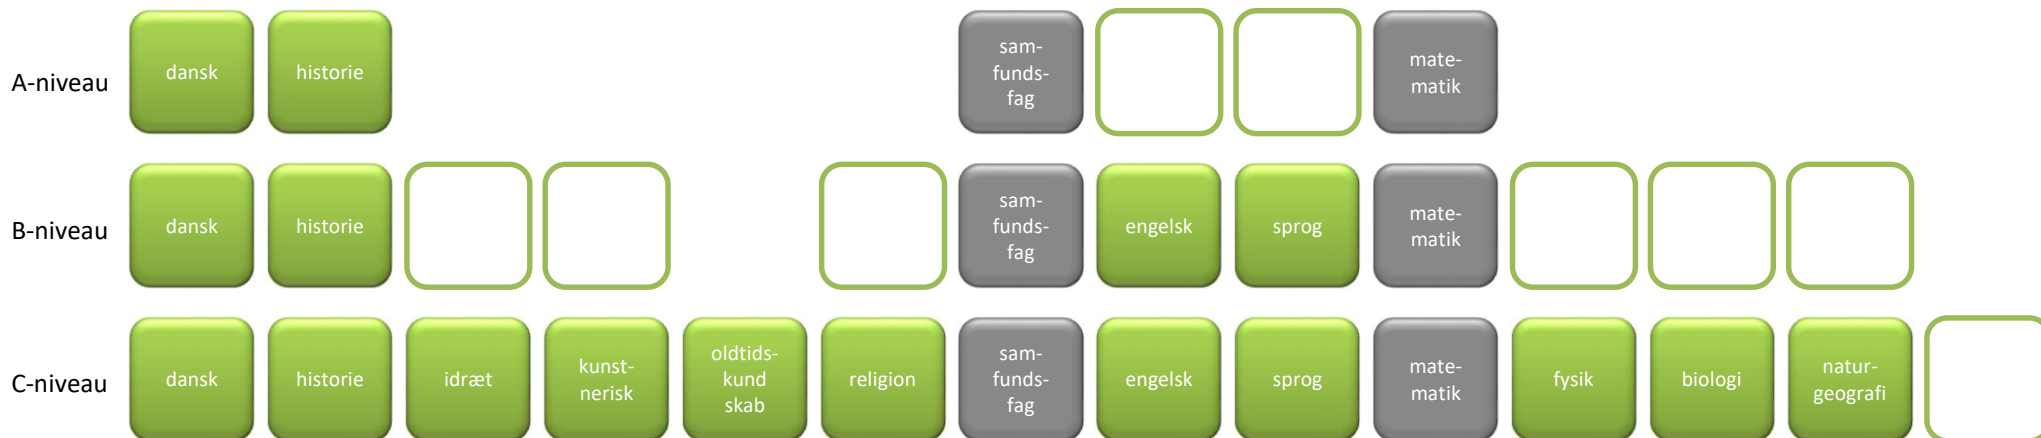 A-niveau
dansk
historie
sam-
funds-
fag
mate-
matik
B-niveau
dansk
historie
sam-
funds-
fag
engelsk
sprog
mate-
matik
C-niveau
dansk
historie
idræt
kunst-
nerisk
oldtids-
kund
skab
religion
sam-
funds-
fag
engelsk
sprog
mate-
matik
fysik
biologi
natur-
geografi